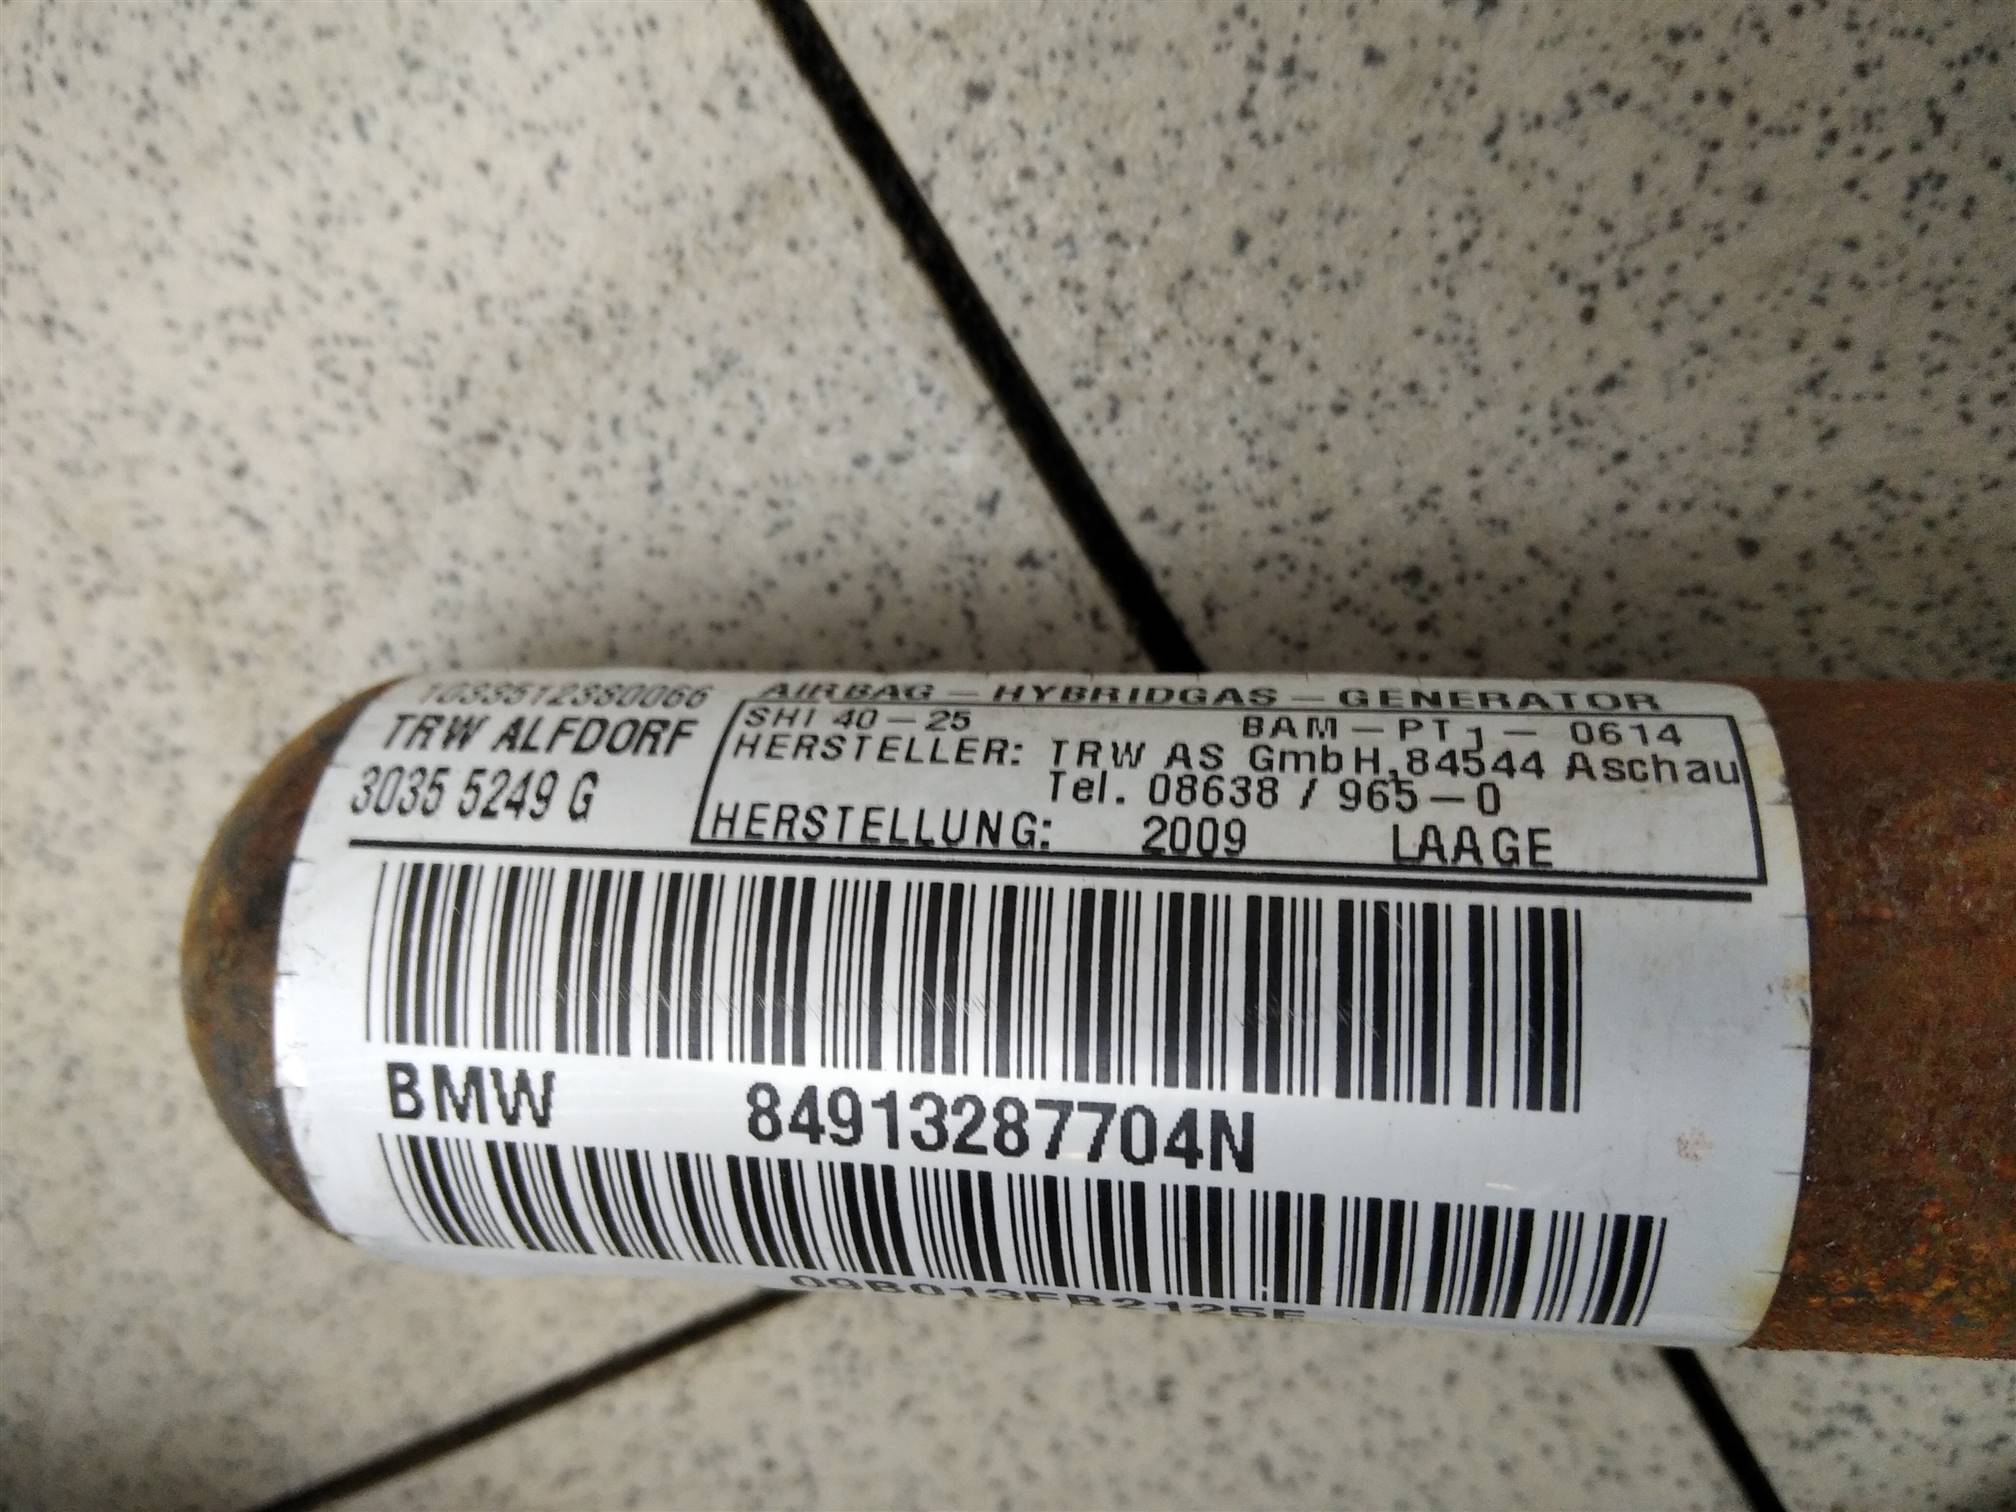 1033512380066
TRW ALFDORF
3035 5249 G
AIRBAG - HYBRIDGAS - GENERATOR
SHI 40-25 BAM-PT1- 0614
HERSTELLER: TRW AS GmbH, 84544 Aschau
Tel. 08638 / 965-0
HERSTELLUNG: 2009 LAAGE
BMW 84913287704N